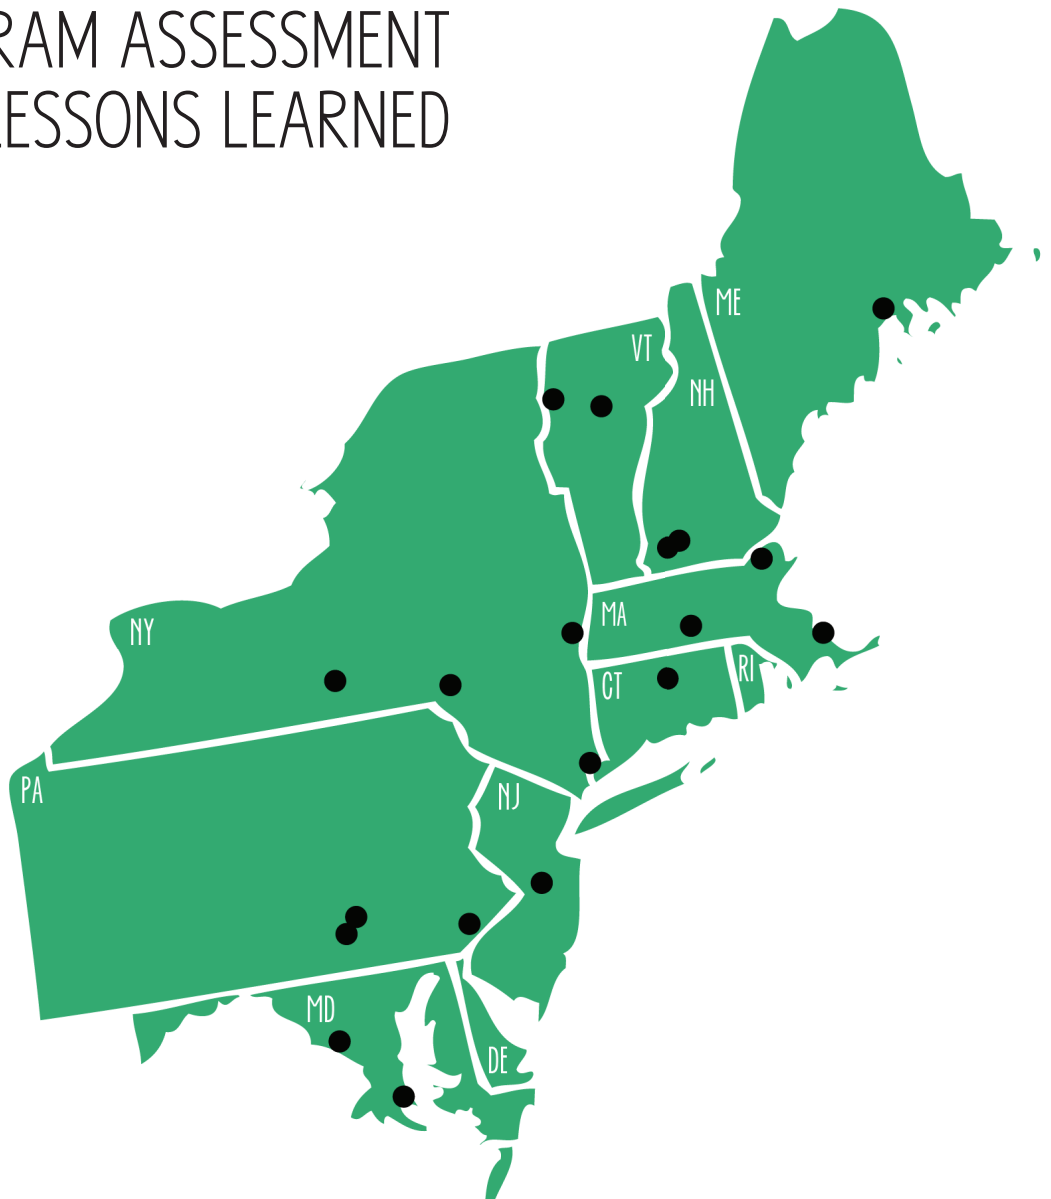 RAM ASSESSMENT
LESSONS LEARNED
ME
VT
NH
NY
MA
RI
CT
PA
NJ
MD
DE